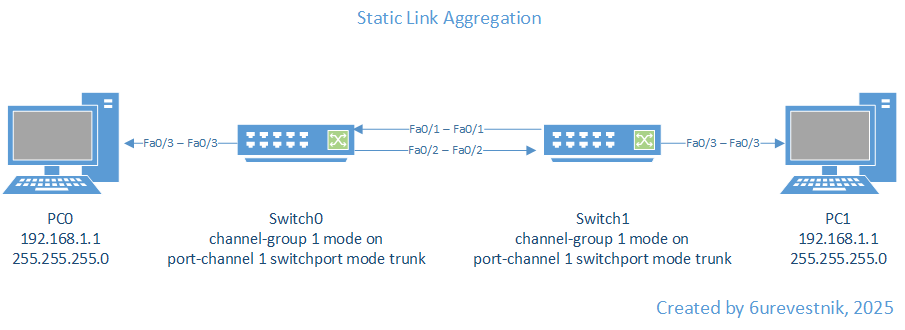 Static Link Aggregation
Fa0/3 – Fa0/3
Fa0/1 – Fa0/1
Fa0/2 – Fa0/2
Fa0/3 – Fa0/3
PC0
192.168.1.1
255.255.255.0
Switch0
channel-group 1 mode on
port-channel 1 switchport mode trunk
Switch1
channel-group 1 mode on
port-channel 1 switchport mode trunk
PC1
192.168.1.1
255.255.255.0
Created by 6urevestnik, 2025